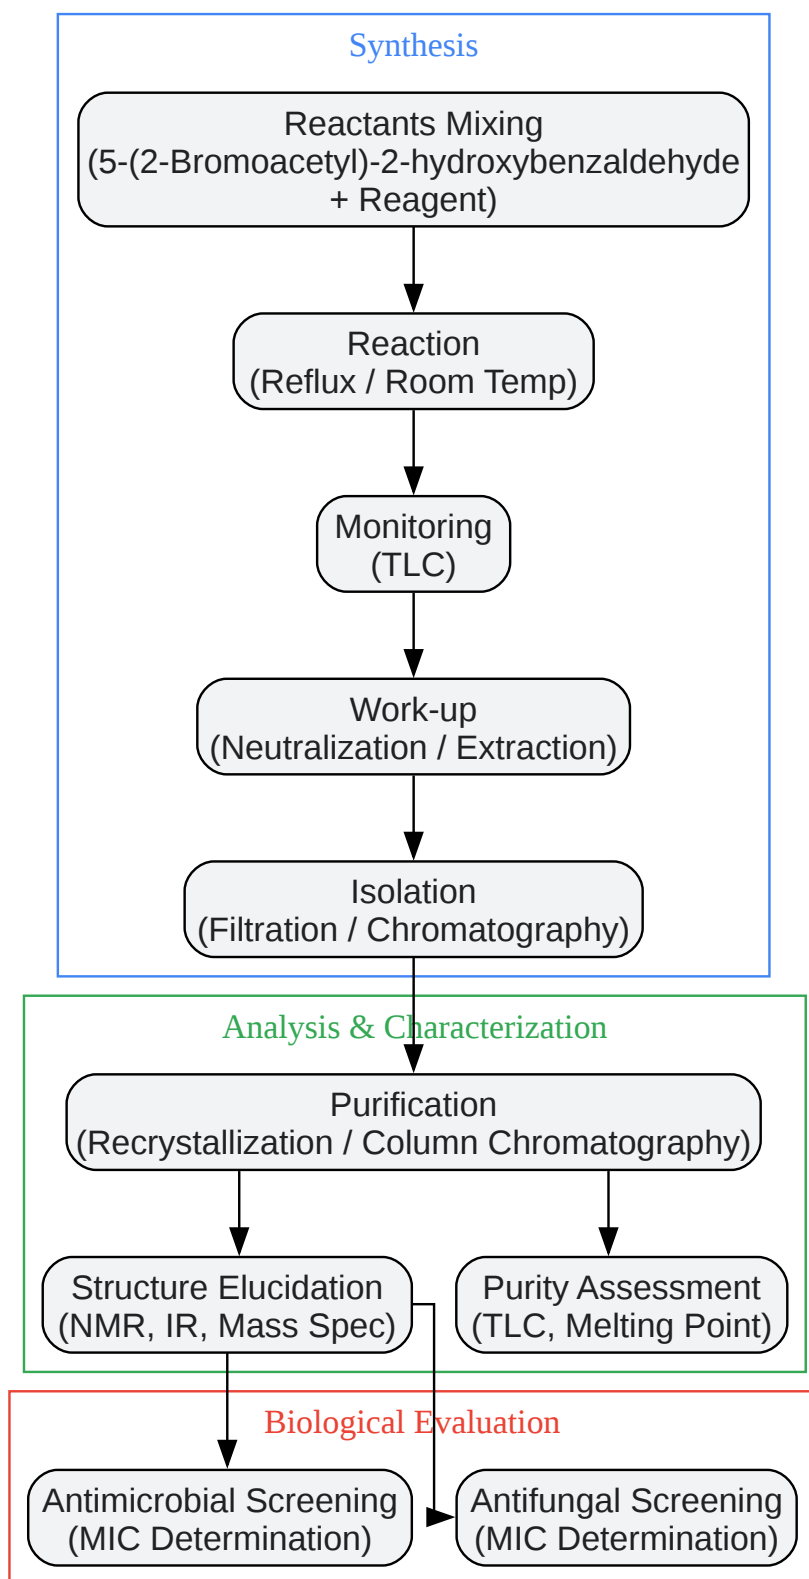 Synthesis
Reactants Mixing
(5-(2-Bromoacetyl)-2-hydroxybenzaldehyde
+ Reagent)
Reaction
(Reflux / Room Temp)
Monitoring
(TLC)
Work-up
(Neutralization / Extraction)
Isolation
(Filtration / Chromatography)
Analysis & Characterization
Purification
(Recrystallization / Column Chromatography)
Structure Elucidation
(NMR, IR, Mass Spec)
Purity Assessment
(TLC, Melting Point)
Biological Evaluation
Antimicrobial Screening
(MIC Determination)
Antifungal Screening
(MIC Determination)